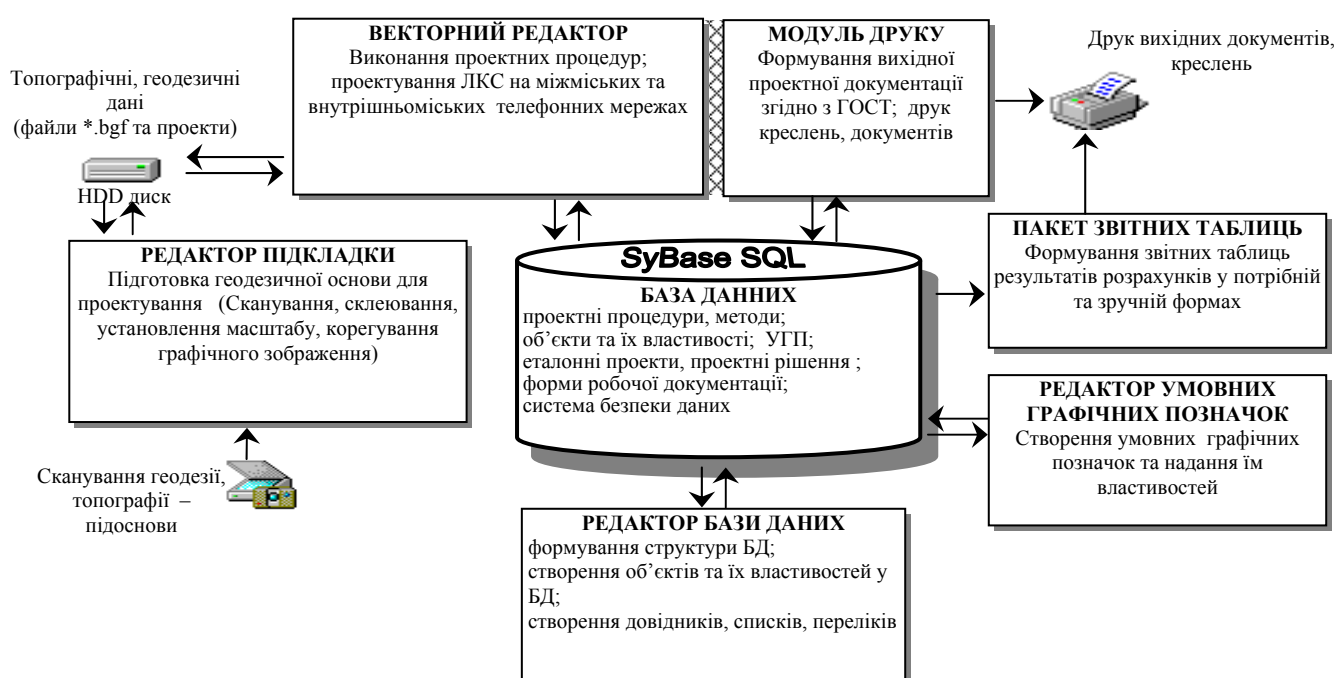 ВЕКТОРНИЙ РЕДАКТОР
Виконання проектних процедур;
проектування ЛКС на міжміських та
внутрішньоміських телефонних мережах
МОДУЛЬ ДРУКУ
Формування вихідної
проектної документації
згідно з ГОСТ; друк
креслень, документів
Друк вихідних документів,
креслень
Топографічні, геодезичні
дані
(файли *.bgf та проекти)
HDD диск
РЕДАКТОР ПІДКЛАДКИ
Підготовка геодезичної основи для
проектування (Сканування, склеювання,
установлення масштабу, корегування
графічного зображення)
SyBase SQL
БАЗА ДАННИХ
проектні процедури, методи;
об’єкти та їх властивості; УГП;
еталонні проекти, проектні рішення ;
форми робочої документації;
система безпеки даних
ПАКЕТ ЗВІТНИХ ТАБЛИЦЬ
Формування звітних таблиць
результатів розрахунків у потрібній
та зручній формах
РЕДАКТОР УМОВНИХ
ГРАФІЧНИХ ПОЗНАЧОК
Створення умовних графічних
позначок та надання їм
властивостей
Сканування геодезії,
топографії –
підоснови
РЕДАКТОР БАЗИ ДАНИХ
формування структури БД;
створення об’єктів та їх властивостей у
БД;
створення довідників, списків, переліків